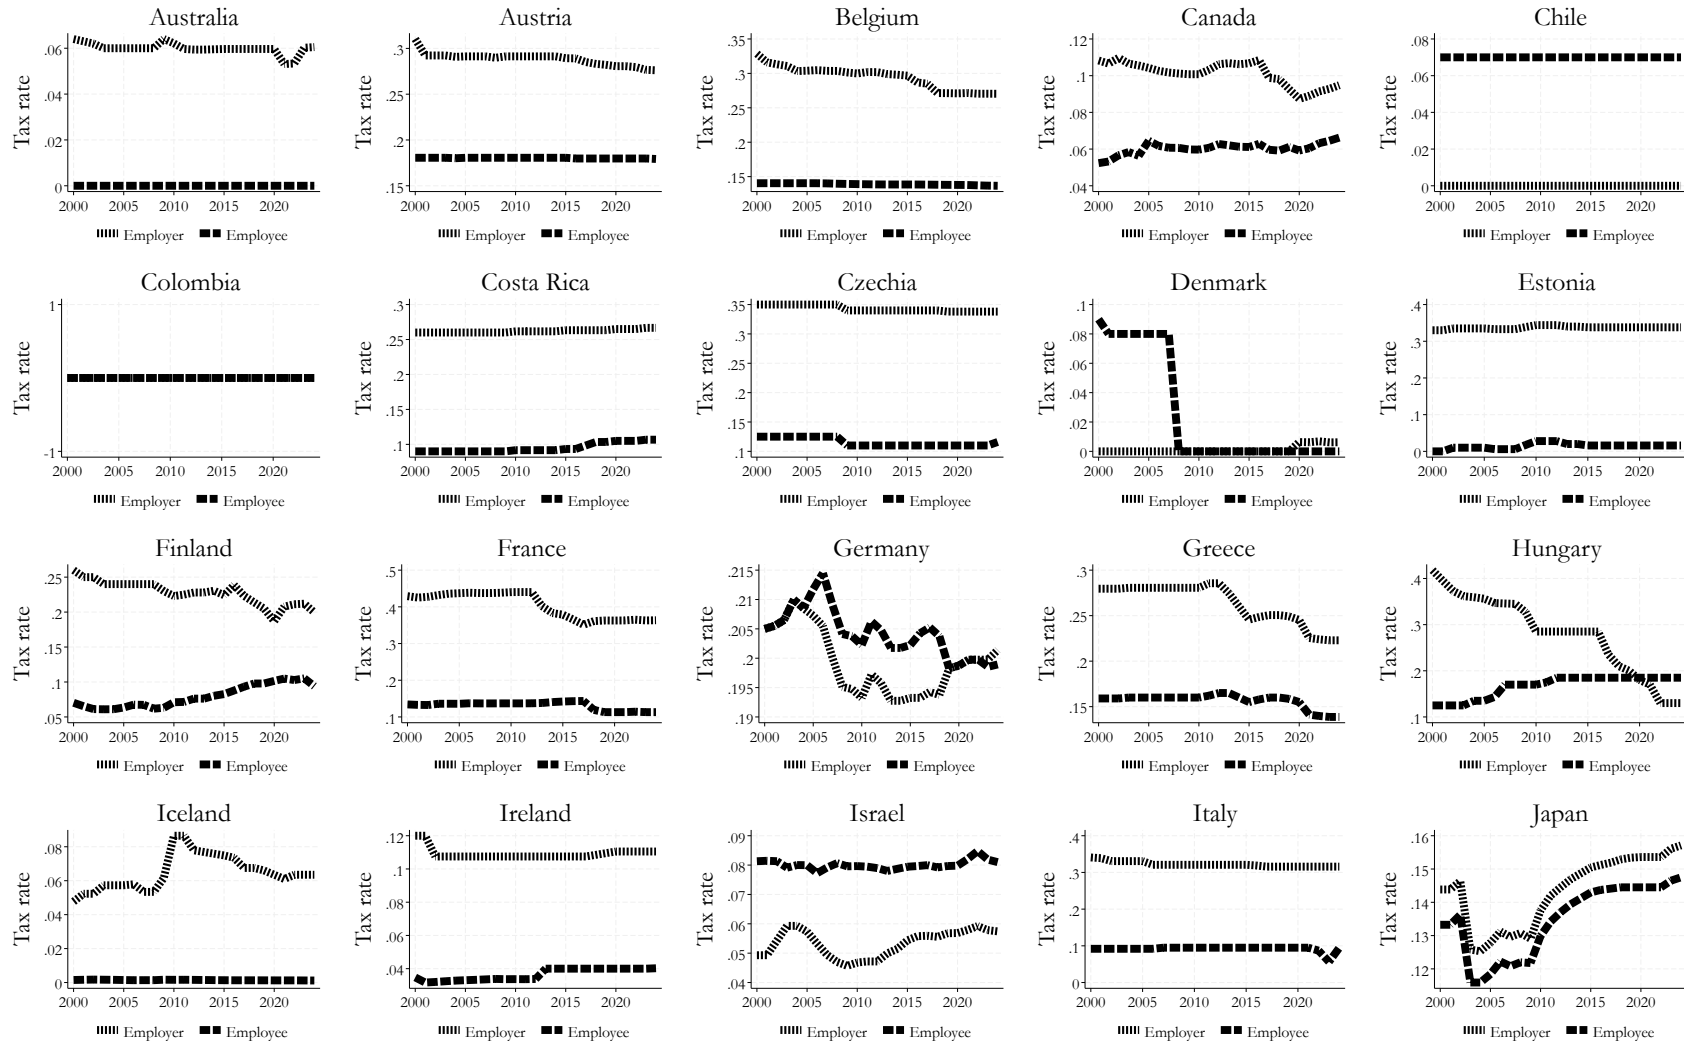 Australia
Tax rate
.06
.04
.02
0
2000 2005 2010 2015 2020
Employer Employee
Austria
Tax rate
.3
.25
.2
.15
2000 2005 2010 2015 2020
Employer Employee
Belgium
Tax rate
.35
.3
.25
.2
.15
2000 2005 2010 2015 2020
Employer Employee
Canada
Tax rate
.12
.1
.08
.06
.04
2000 2005 2010 2015 2020
Employer Employee
Chile
Tax rate
.08
.06
.04
.02
0
2000 2005 2010 2015 2020
Employer Employee
Colombia
Tax rate
1
-1
2000 2005 2010 2015 2020
Employer Employee
Costa Rica
Tax rate
.3
.25
.2
.15
.1
2000 2005 2010 2015 2020
Employer Employee
Czechia
Tax rate
.35
.3
.25
.2
.15
.1
2000 2005 2010 2015 2020
Employer Employee
Denmark
Tax rate
.1
.08
.06
.04
.02
0
2000 2005 2010 2015 2020
Employer Employee
Estonia
Tax rate
.4
.3
.2
.1
0
2000 2005 2010 2015 2020
Employer Employee
Finland
Tax rate
.25
.2
.15
.1
.05
2000 2005 2010 2015 2020
Employer Employee
France
Tax rate
.5
.4
.3
.2
.1
2000 2005 2010 2015 2020
Employer Employee
Germany
Tax rate
.215
.21
.205
.2
.195
.19
2000 2005 2010 2015 2020
Employer Employee
Greece
Tax rate
.3
.25
.2
.15
2000 2005 2010 2015 2020
Employer Employee
Hungary
Tax rate
.4
.3
.2
.1
2000 2005 2010 2015 2020
Employer Employee
Iceland
Tax rate
.08
.06
.04
.02
0
2000 2005 2010 2015 2020
Employer Employee
Ireland
Tax rate
.12
.1
.08
.06
.04
2000 2005 2010 2015 2020
Employer Employee
Israel
Tax rate
.09
.08
.07
.06
.05
.04
2000 2005 2010 2015 2020
Employer Employee
Italy
Tax rate
.4
.3
.2
.1
0
2000 2005 2010 2015 2020
Employer Employee
Japan
Tax rate
.16
.15
.14
.13
.12
2000 2005 2010 2015 2020
Employer Employee